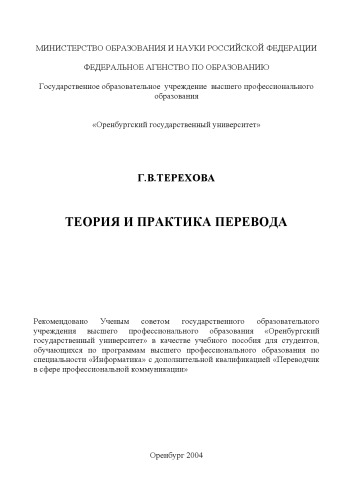 МИНИСТЕРСТВО ОБРАЗОВАНИЯ И НАУКИ РОССИЙСКОЙ ФЕДЕРАЦИИ
ФЕДЕРАЛЬНОЕ АГЕНСТВО ПО ОБРАЗОВАНИЮ
Государственное образовательное учреждение высшего профессионального
образования
«Оренбургский государственный университет»
Г.В.ТЕРЕХОВА
ТЕОРИЯ И ПРАКТИКА ПЕРЕВОДА
Рекомендовано Ученым советом государственного образовательного
учреждения высшего профессионального образования «Оренбургский
государственный университет» в качестве учебного пособия для студентов,
обучающихся по программам высшего профессионального образования по
специальности «Информатика» с дополнительной квалификацией «Переводчик
в сфере профессиональной коммуникации»
Оренбург 2004